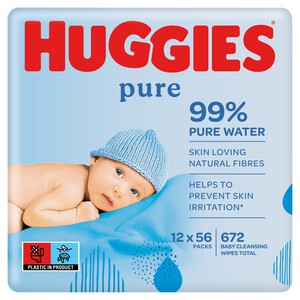 HUGGIES
pure
99%
PURE WATER
SKIN LOVING
NATURAL FIBRES
HELPS TO
PREVENT SKIN
IRRITATION*
12 x 56
PACKS
672
BABY CLEANSING
WIPES TOTAL
PLASTIC IN PRODUCT